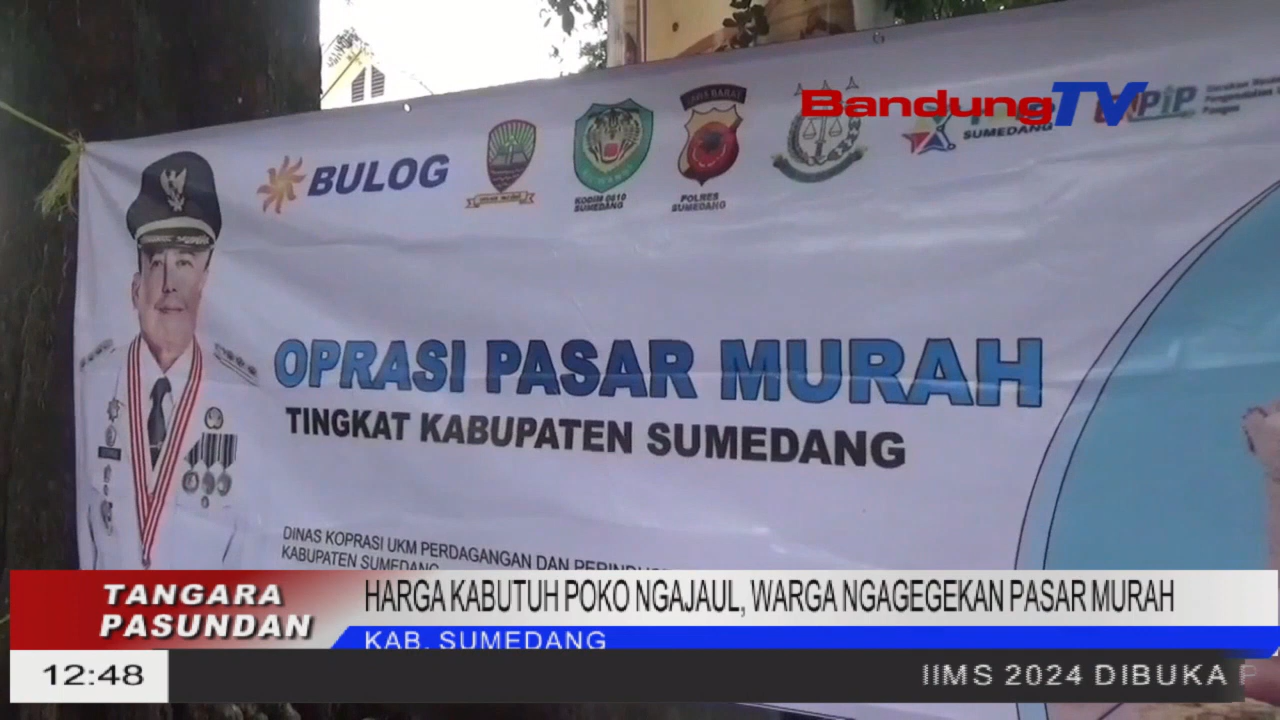 BandungTV
BULOG
JAWA BARAT
KODIM 0610
SUMEDANG
POLRES
SUMEDANG
SUMEDANG
OPRASI PASAR MURAH
TINGKAT KABUPATEN SUMEDANG
DINAS KOPRASI UKM PERDAGANGAN DAN
KABUPATEN SUMEDANG
TANGARA
PASUNDAN
HARGA KABUTUH POKO NGAJAUL, WARGA NGAGEGEKAN PASAR MURAH
KAB. SUMEDANG
12:48
IIMS 2024 DIBUKA P